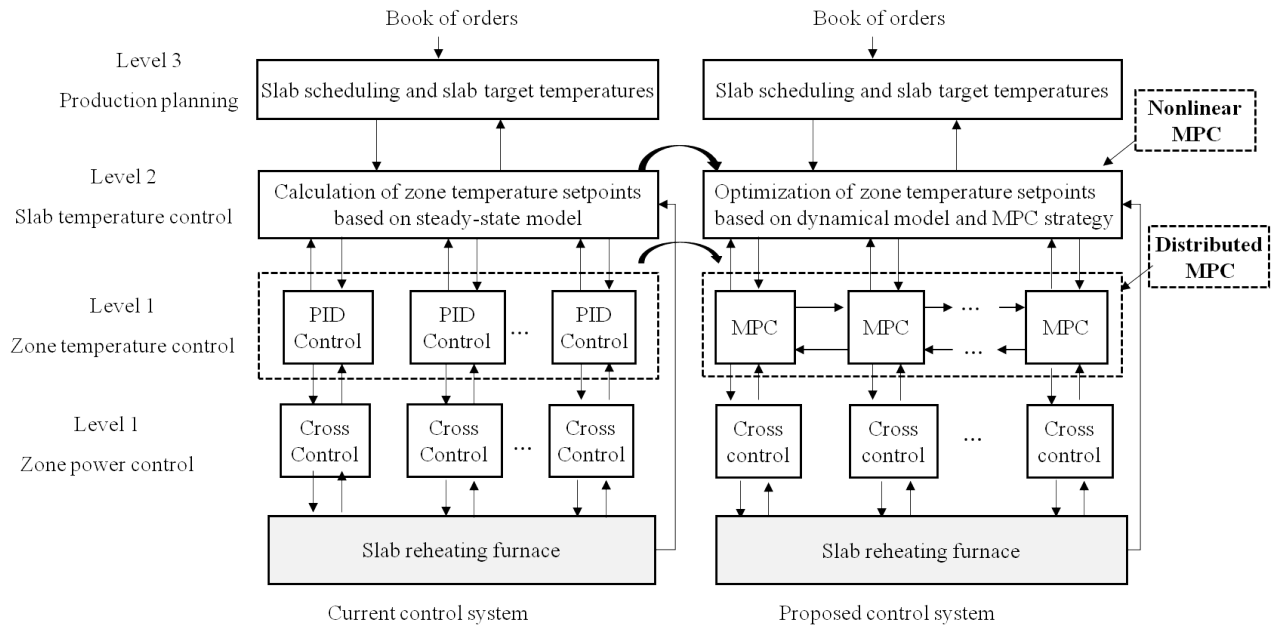 Book of orders
Book of orders
Level 3
Production planning
Slab scheduling and slab target temperatures
Slab scheduling and slab target temperatures
Nonlinear
MPC
Level 2
Slab temperature control
Calculation of zone temperature setpoints
based on steady-state model
Optimization of zone temperature setpoints
based on dynamical model and MPC strategy
Distributed
MPC
Level 1
Zone temperature control
PID
Control
PID
Control
...
PID
Control
MPC
MPC
...
...
MPC
Level 1
Zone power control
Cross
Control
Cross
Control
...
Cross
Control
Cross
control
Cross
control
...
Cross
control
Slab reheating furnace
Slab reheating furnace
Current control system
Proposed control system